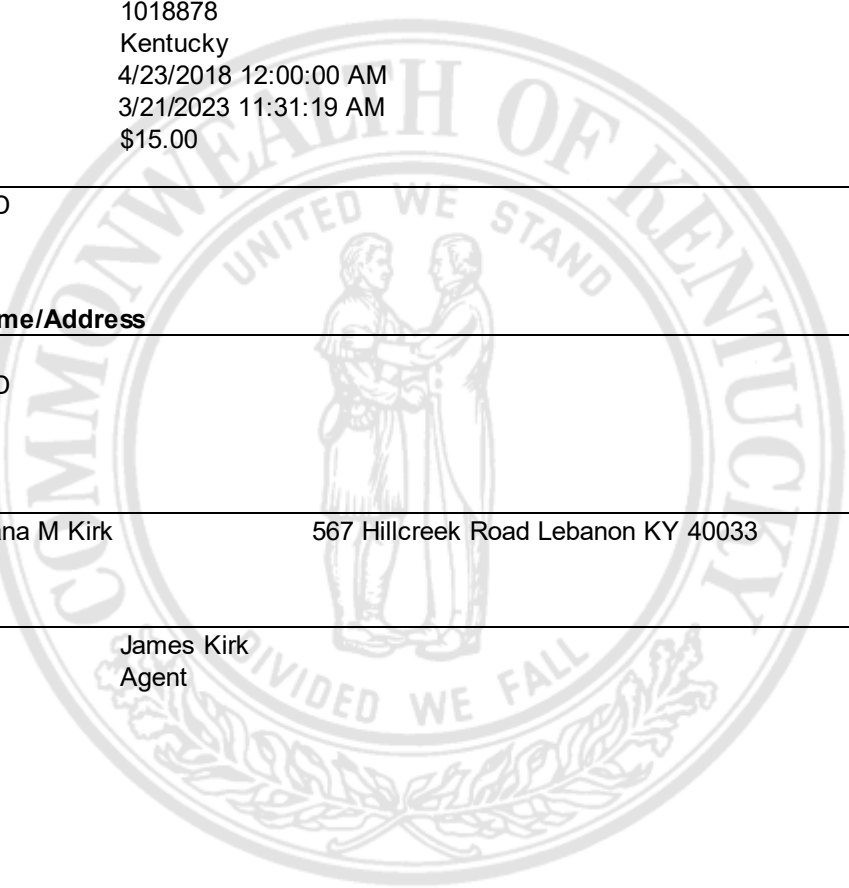 1018878
Kentucky
4/23/2018 12:00:00 AM
3/21/2023 11:31:19 AM
$15.00
D
me/Address
D
ana M Kirk 567 Hillcreek Road Lebanon KY 40033
James Kirk
Agent
COMMONWEALTH OF KENTUCKY
UNITED WE STAND
DIVIDED WE FALL